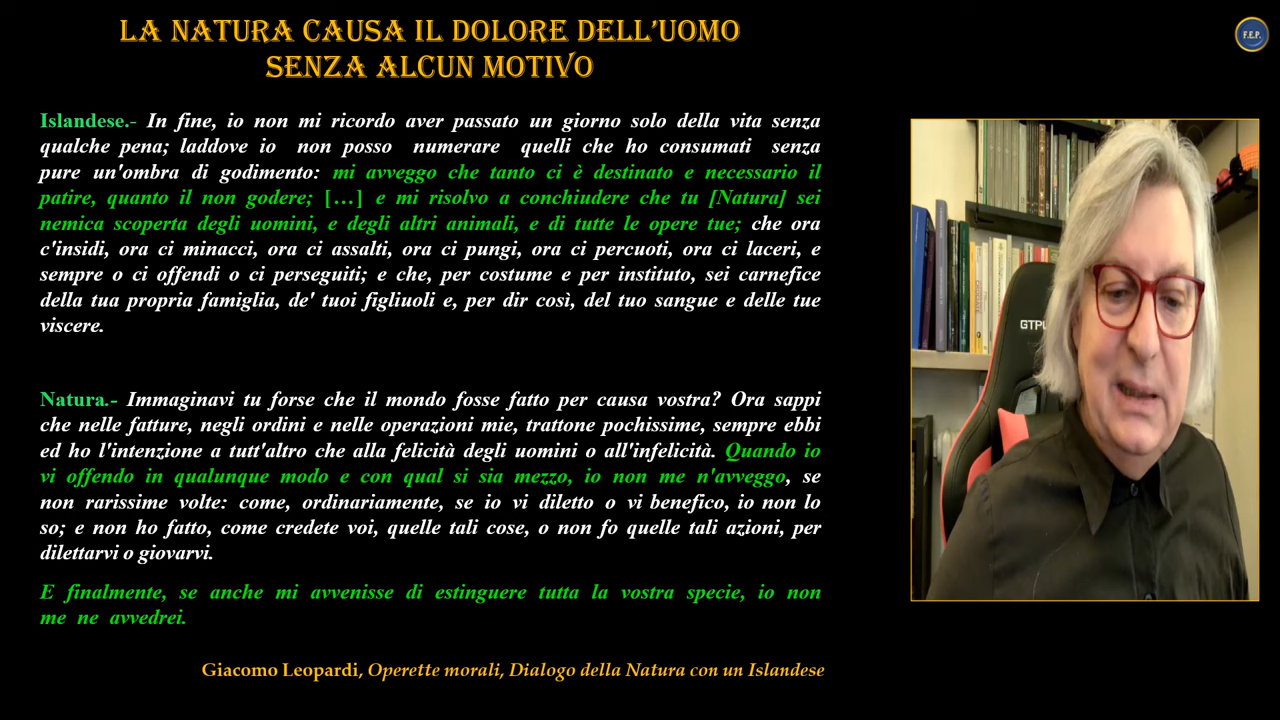 LA NATURA CAUSA IL DOLORE DELL'UOMO
SENZA ALCUN MOTIVO
F.E.P.
Islandese.- In fine, io non mi ricordo aver passato un giorno solo della vita senza
qualche pena; laddove io non posso numerare quelli che ho consumati senza
pure un'ombra di godimento: mi avveggo che tanto ci è destinato e necessario il
patire, quanto il non godere; […] e mi risolvo a conchiudere che tu [Natura] sei
nemica scoperta degli uomini, e degli altri animali, e di tutte le opere tue; che ora
c'insidi, ora ci minacci, ora ci assalti, ora ci pungi, ora ci percuoti, ora ci laceri, e
sempre o ci offendi o ci perseguiti; e che, per costume e per instituto, sei carnefice
della tua propria famiglia, de' tuoi figliuoli e, per dir così, del tuo sangue e delle tue
viscere.
Natura.- Immaginavi tu forse che il mondo fosse fatto per causa vostra? Ora sappi
che nelle fatture, negli ordini e nelle operazioni mie, trattone pochissime, sempre ebbi
ed ho l'intenzione a tutt'altro che alla felicità degli uomini o all'infelicità. Quando io
vi offendo in qualunque modo e con qual si sia mezzo, io non me n'avveggo, se
non rarissime volte: come, ordinariamente, se io vi diletto o vi benefico, io non lo
so; e non ho fatto, come credete voi, quelle tali cose, o non fo quelle tali azioni, per
dilettarvi o giovarvi.
E finalmente, se anche mi avvenisse di estinguere tutta la vostra specie, io non
me ne avvedrei.
Giacomo Leopardi, Operette morali, Dialogo della Natura con un Islandese